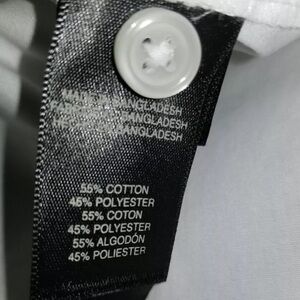 MADE IN BANGLADESH
BANGLADESH
BANGLADESH
55% COTTON
45% POLYESTER
55% COTON
45% POLYESTER
55% ALGODÓN
45% POLIESTER